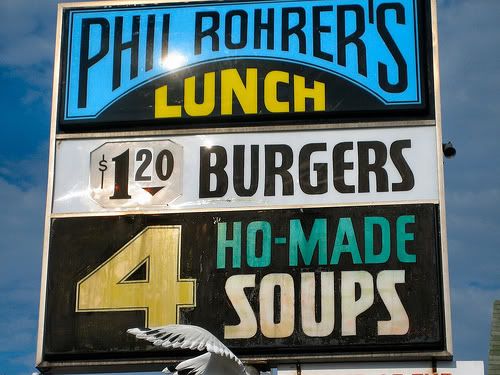 PHIL ROHRER'S
LUNCH
$1.20 BURGERS
4 HO-MADE
SOUPS